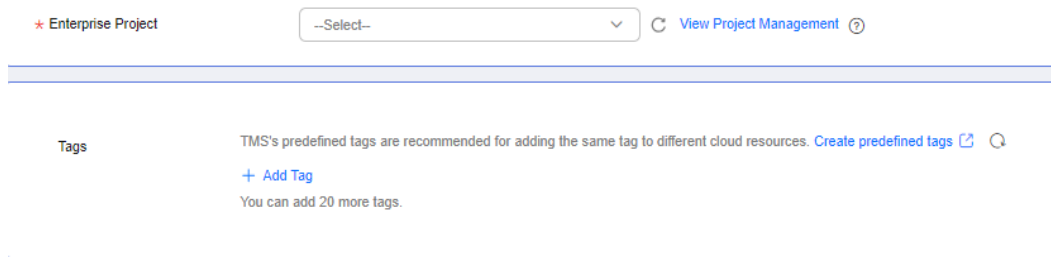 * Enterprise Project --Select-- View Project Management ?
Tags TMS's predefined tags are recommended for adding the same tag to different cloud resources. Create predefined tags
+ Add Tag
You can add 20 more tags.